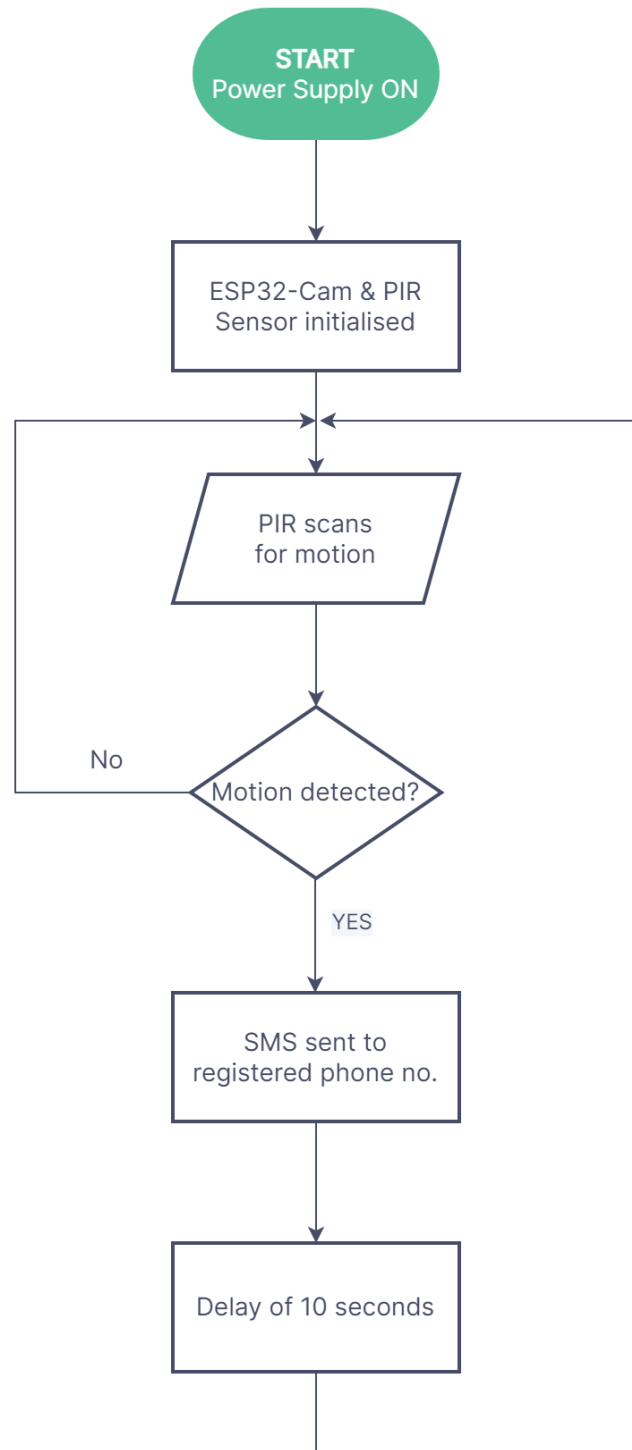 START
Power Supply ON
ESP32-Cam & PIR
Sensor initialised
PIR scans
for motion
No
Motion detected?
YES
SMS sent to
registered phone no.
Delay of 10 seconds